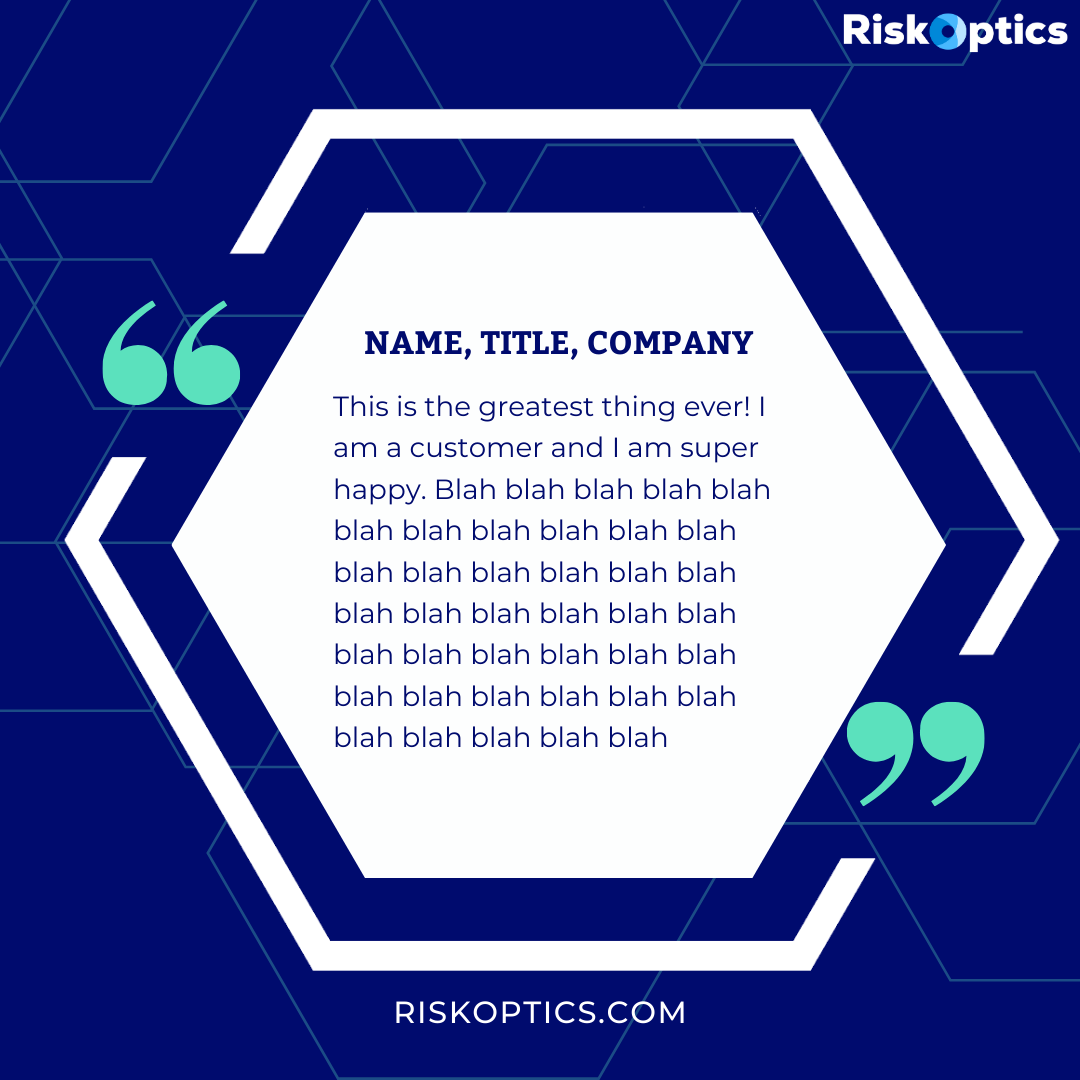 RiskOptics
NAME, TITLE, COMPANY
This is the greatest thing ever! I
am a customer and I am super
happy. Blah blah blah blah blah
blah blah blah blah blah blah
blah blah blah blah blah blah
blah blah blah blah blah blah
blah blah blah blah blah blah
blah blah blah blah blah blah
blah blah blah blah blah
RISKOPTICS.COM